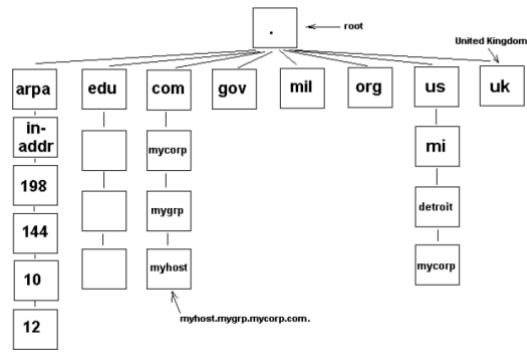 .
root
United Kingdom
arpa edu com gov mil org us uk
in-
addr
mycorp
mi
198
mygrp
detroit
144
myhost
mycorp
10
myhost.mygrp.mycorp.com.
12